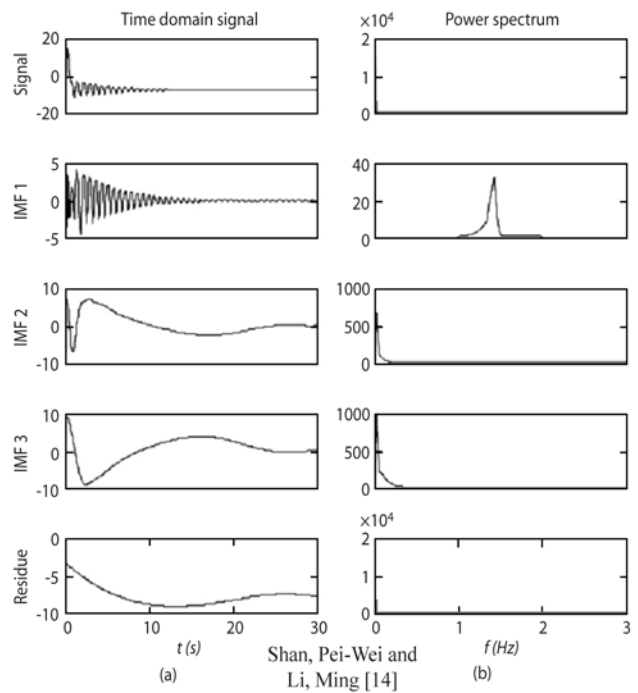 Time domain signal
Power spectrum
Signal
20
0
-20
×10⁴
2
1
0
IMF 1
5
0
-5
40
20
0
IMF 2
10
0
-10
1000
500
0
IMF 3
10
0
-10
1000
500
0
Residue
0
-5
-10
0 10 20 30
t (s)
(a)
×10⁴
2
1
0
0 1 2 3
f (Hz)
(b)
Shan, Pei-Wei and
Li, Ming [14]